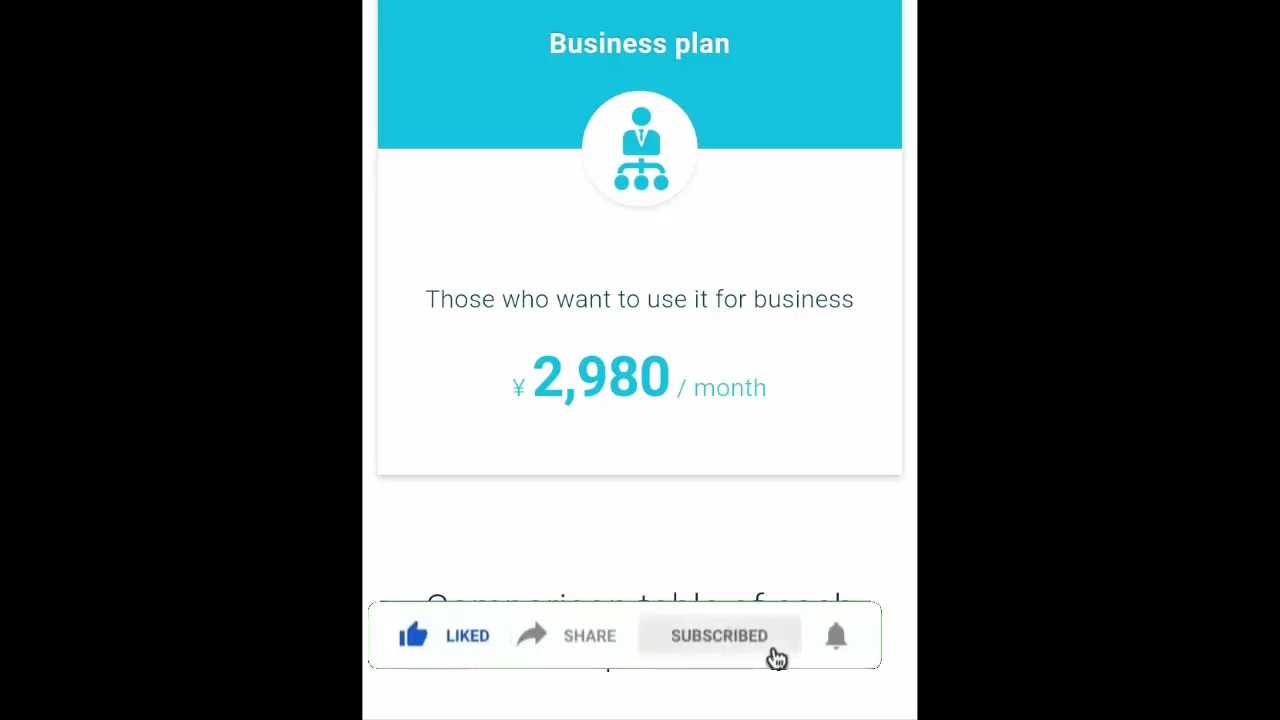 Business plan
Those who want to use it for business
¥ 2,980 / month
LIKED SHARE SUBSCRIBED